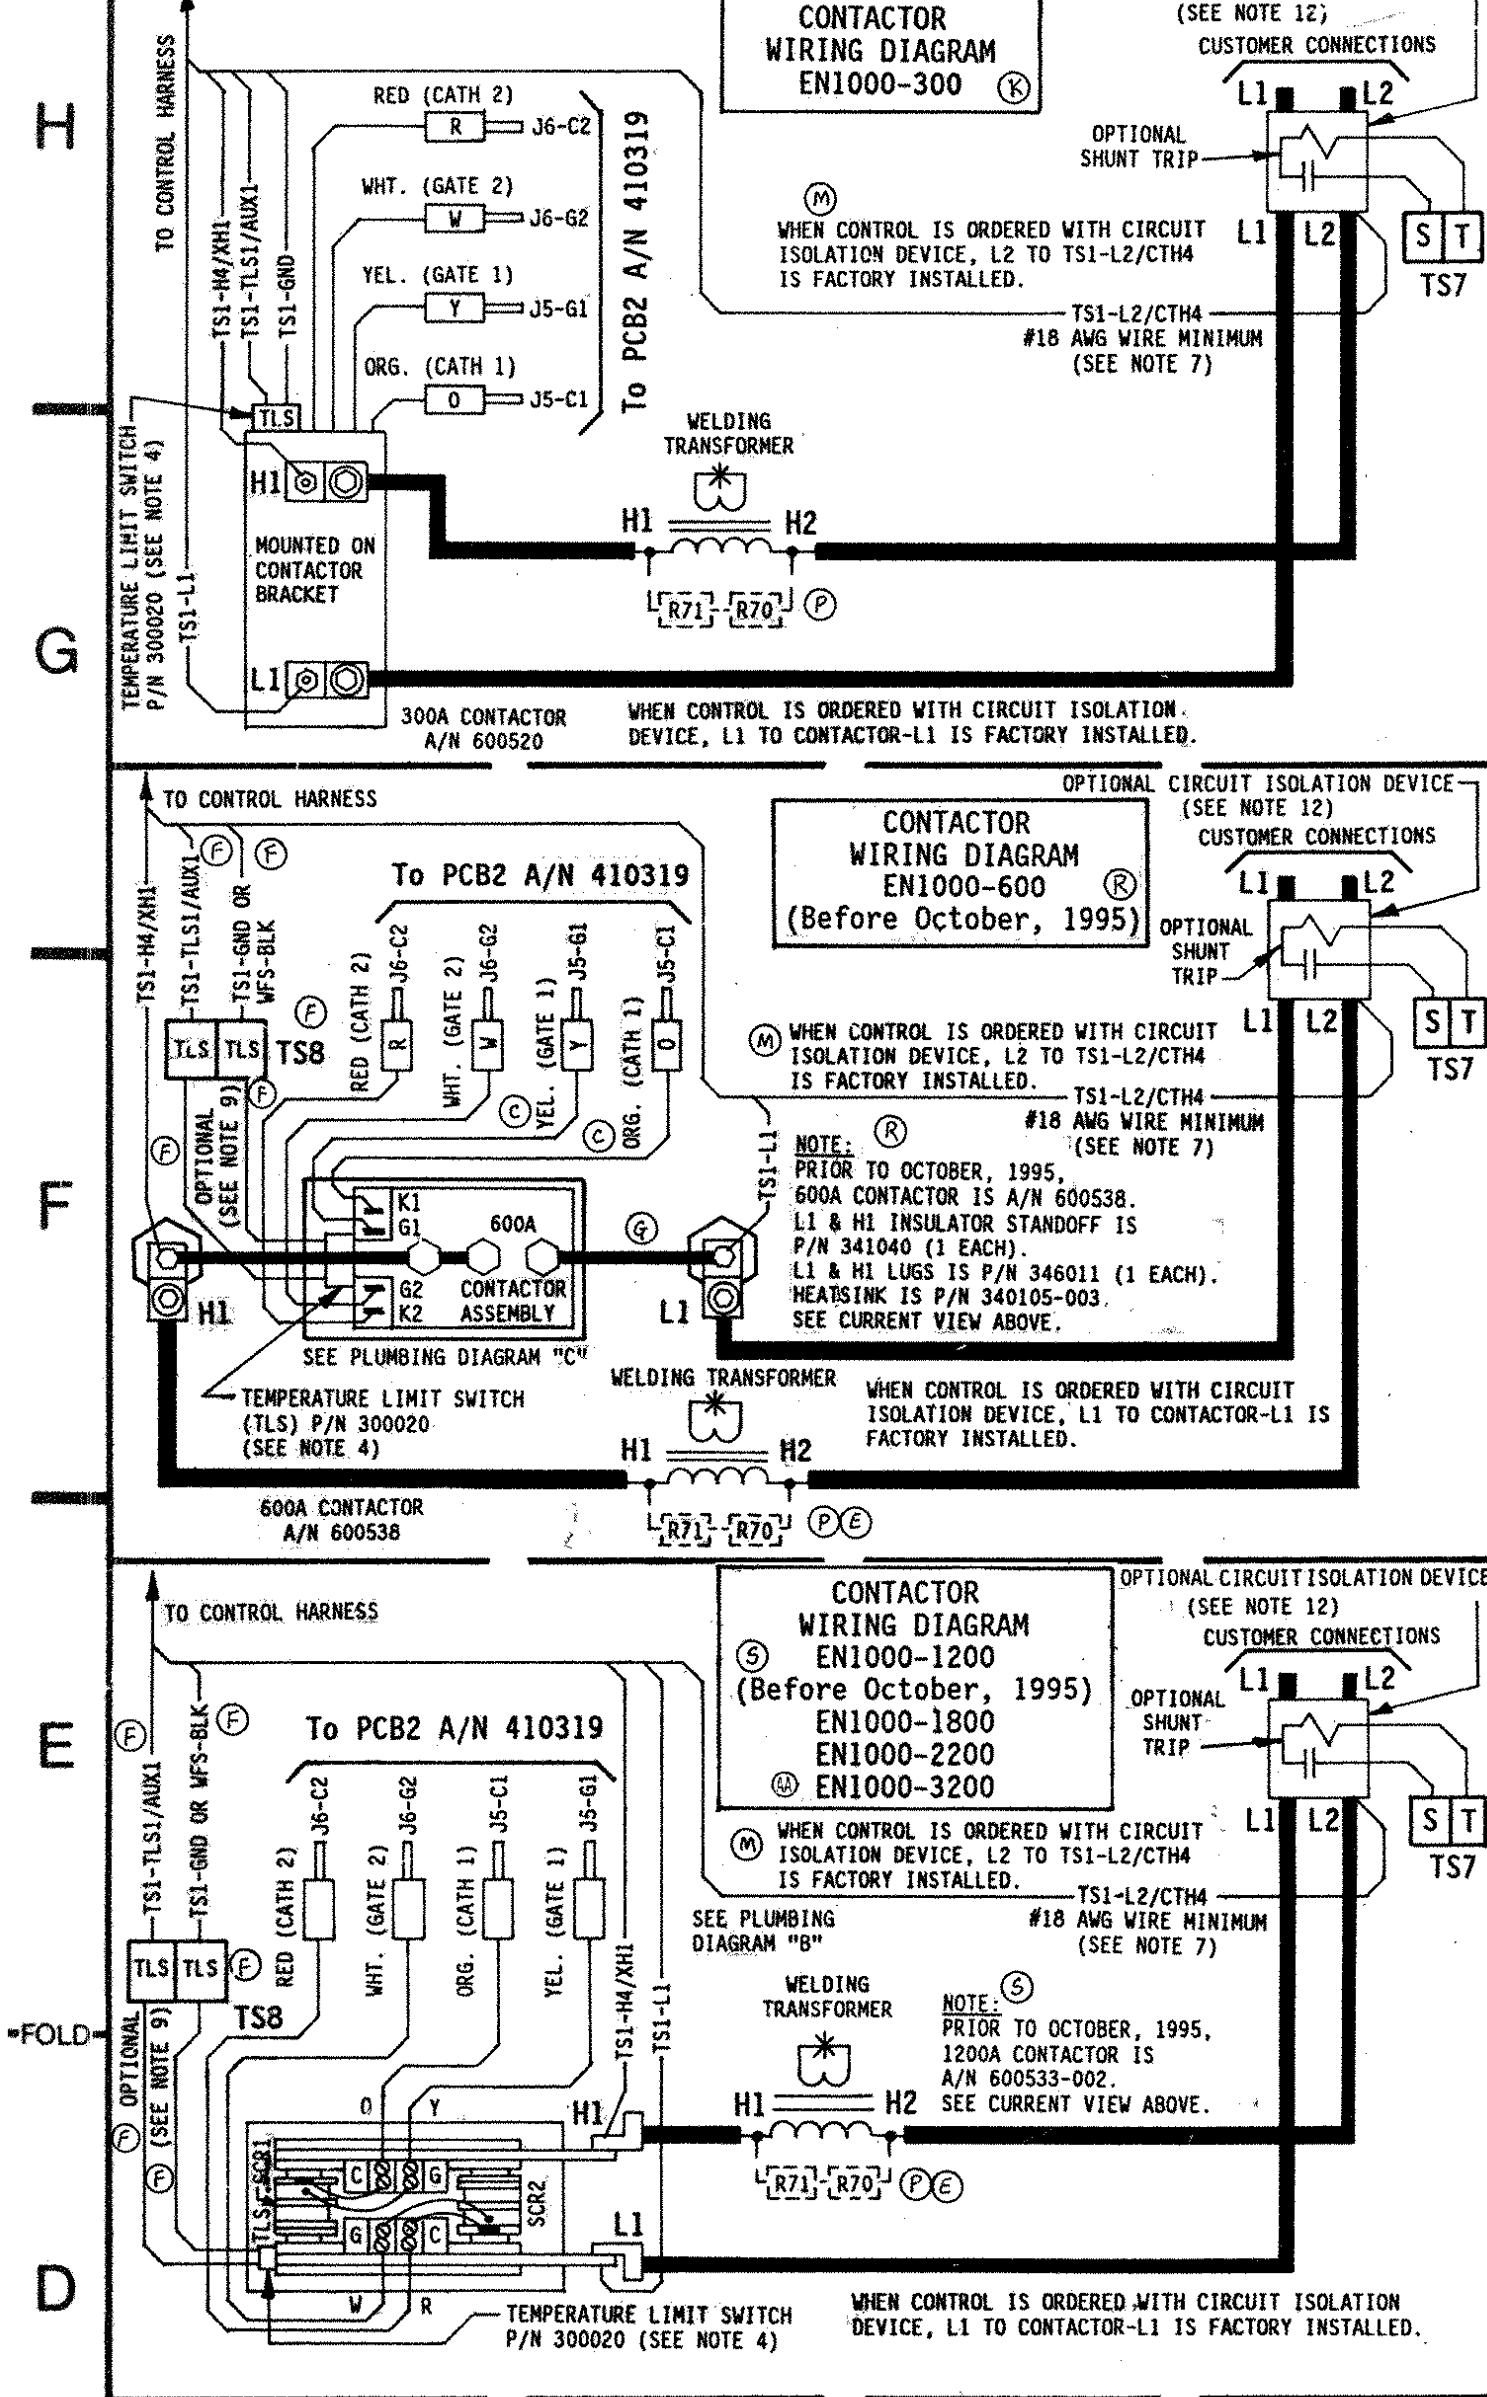 H
TO CONTROL HARNESS
TS1-H4/XH1
TS1-TLS1/AUX1
TS1-GND
RED (CATH 2)
R
J6-C2
WHT. (GATE 2)
W
J6-G2
YEL. (GATE 1)
Y
J5-G1
ORG. (CATH 1)
O
J5-C1
To PCB2 A/N 410319
CONTACTOR
WIRING DIAGRAM
EN1000-300
K
(SEE NOTE 12)
CUSTOMER CONNECTIONS
L1
L2
OPTIONAL
SHUNT TRIP
M
WHEN CONTROL IS ORDERED WITH CIRCUIT
ISOLATION DEVICE, L2 TO TS1-L2/CTH4
IS FACTORY INSTALLED.
L1
L2
S T
TS7
TS1-L2/CTH4
#18 AWG WIRE MINIMUM
(SEE NOTE 7)
TLS
TEMPERATURE LIMIT SWITCH
P/N 300020 (SEE NOTE 4)
TS1-L1
H1
MOUNTED ON
CONTACTOR
BRACKET
L1
WELDING
TRANSFORMER
H1
H2
R71
R70
P
G
300A CONTACTOR
A/N 600520
WHEN CONTROL IS ORDERED WITH CIRCUIT ISOLATION
DEVICE, L1 TO CONTACTOR-L1 IS FACTORY INSTALLED.
TO CONTROL HARNESS
F
F
TS1-H4/XH1
TS1-TLS1/AUX1
TS1-GND OR
WFS-BLK
To PCB2 A/N 410319
CONTACTOR
WIRING DIAGRAM
EN1000-600
R
(Before October, 1995)
OPTIONAL CIRCUIT ISOLATION DEVICE
(SEE NOTE 12)
CUSTOMER CONNECTIONS
L1
L2
OPTIONAL
SHUNT
TRIP
L1
L2
S T
TS7
F
TLS TLS
TS8
RED (CATH 2)
R
J6-C2
WHT. (GATE 2)
W
J6-G2
YEL. (GATE 1)
Y
J5-G1
ORG. (CATH 1)
O
J5-C1
C
C
M
WHEN CONTROL IS ORDERED WITH CIRCUIT
ISOLATION DEVICE, L2 TO TS1-L2/CTH4
IS FACTORY INSTALLED.
TS1-L2/CTH4
#18 AWG WIRE MINIMUM
(SEE NOTE 7)
F
F
OPTIONAL
(SEE NOTE 9)
F
TS1-L1
NOTE:
R
PRIOR TO OCTOBER, 1995,
600A CONTACTOR IS A/N 600538.
L1 & H1 INSULATOR STANDOFF IS
P/N 341040 (1 EACH).
L1 & H1 LUGS IS P/N 346011 (1 EACH).
HEATSINK IS P/N 340105-003.
SEE CURRENT VIEW ABOVE.
K1
G1
600A
G2
K2
CONTACTOR
ASSEMBLY
G
H1
L1
SEE PLUMBING DIAGRAM "C"
TEMPERATURE LIMIT SWITCH
(TLS) P/N 300020
(SEE NOTE 4)
WELDING TRANSFORMER
H1
H2
WHEN CONTROL IS ORDERED WITH CIRCUIT
ISOLATION DEVICE, L1 TO CONTACTOR-L1 IS
FACTORY INSTALLED.
600A CONTACTOR
A/N 600538
R71
R70
P
E
TO CONTROL HARNESS
CONTACTOR
WIRING DIAGRAM
S
EN1000-1200
(Before October, 1995)
EN1000-1800
EN1000-2200
AA
EN1000-3200
OPTIONAL CIRCUIT ISOLATION DEVICE
(SEE NOTE 12)
CUSTOMER CONNECTIONS
L1
L2
OPTIONAL
SHUNT
TRIP
L1
L2
S T
TS7
E
F
F
TS1-TLS1/AUX1
TS1-GND OR WFS-BLK
To PCB2 A/N 410319
RED (CATH 2)
J6-C2
WHT. (GATE 2)
J6-G2
ORG. (CATH 1)
J5-C1
YEL. (GATE 1)
J5-G1
M
WHEN CONTROL IS ORDERED WITH CIRCUIT
ISOLATION DEVICE, L2 TO TS1-L2/CTH4
IS FACTORY INSTALLED.
TS1-L2/CTH4
#18 AWG WIRE MINIMUM
(SEE NOTE 7)
SEE PLUMBING
DIAGRAM "B"
TLS TLS
F
TS8
FOLD
OPTIONAL
(SEE NOTE 9)
F
F
TS1-H4/XH1
TS1-L1
WELDING
TRANSFORMER
NOTE:
S
PRIOR TO OCTOBER, 1995,
1200A CONTACTOR IS
A/N 600533-002.
SEE CURRENT VIEW ABOVE.
H1
H2
R71
R70
P
E
O
Y
H1
TLS
SCR1
C
G
SCR2
G
C
L1
W
R
D
TEMPERATURE LIMIT SWITCH
P/N 300020 (SEE NOTE 4)
WHEN CONTROL IS ORDERED WITH CIRCUIT ISOLATION
DEVICE, L1 TO CONTACTOR-L1 IS FACTORY INSTALLED.